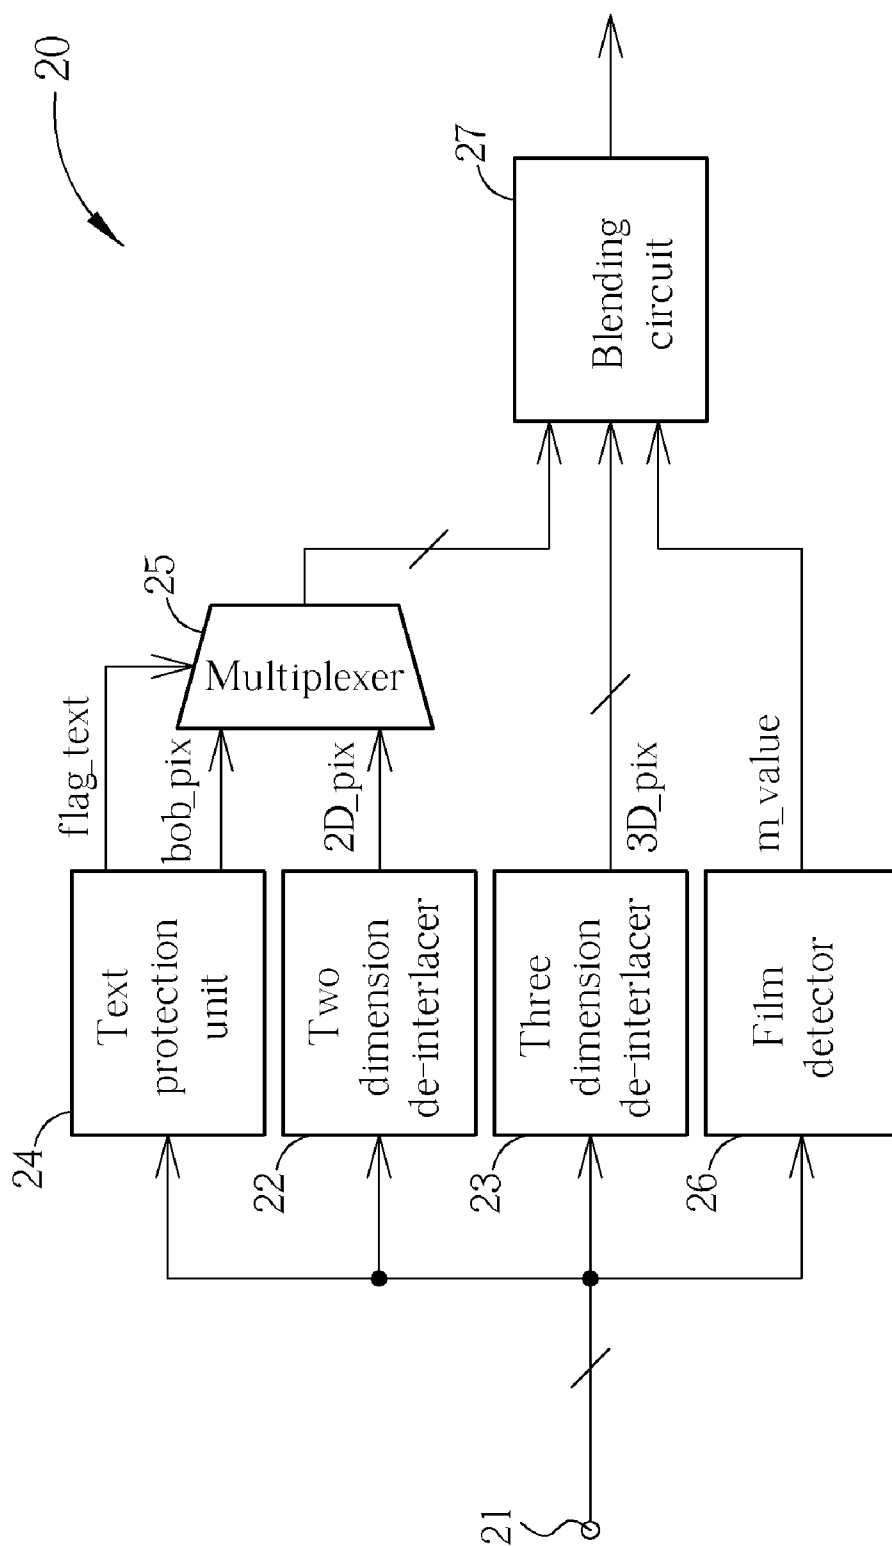 20
24
Text
protection
unit
flag_text
bob_pix
25
Multiplexer
22
Two
dimension
de-interlacer
2D_pix
27
Blending
circuit
21
23
Three
dimension
de-interlacer
3D_pix
26
Film
detector
m_value